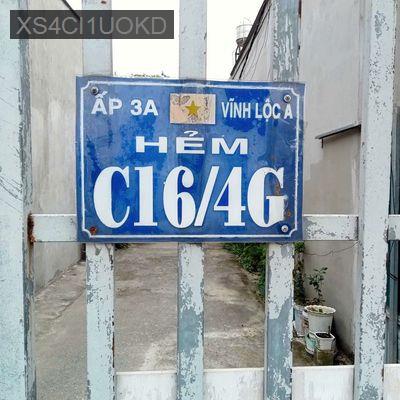 XS4CI1UOKD
ẤP 3A VĨNH LỘC A
HẺM
C16/4G